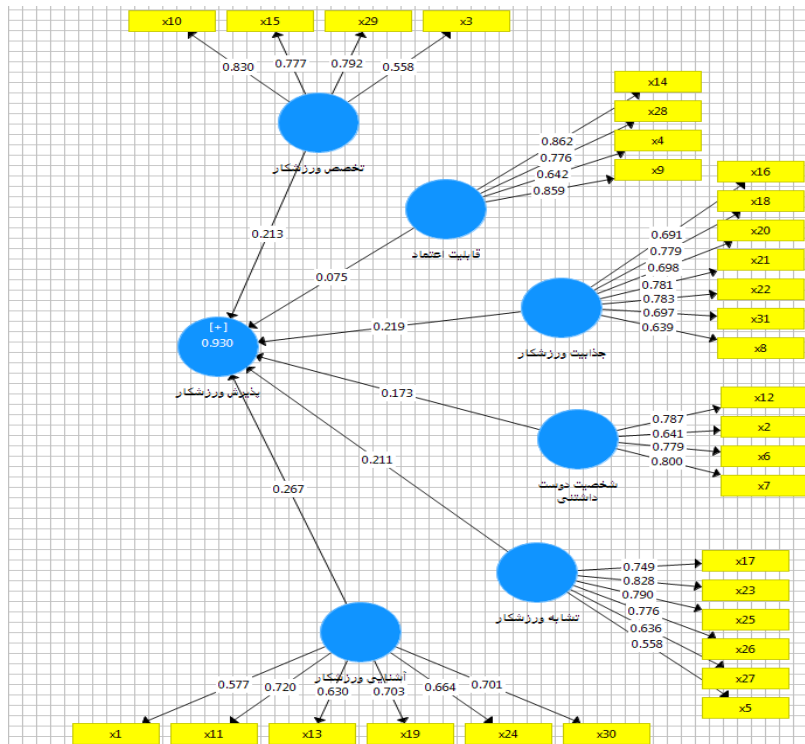 x10 x15 x29 x3
0.830 0.777 0.792 0.558
تخصص ورزشکار
x14
x28
x4
x9
0.862
0.776
0.642
0.859
قابلیت اعتماد
x16
x18
x20
x21
x22
x31
x8
0.691
0.779
0.698
0.781
0.783
0.697
0.639
جذابیت ورزشکار
0.213
0.075
0.219
[+]
0.930
پذیرش ورزشکار
0.173
0.211
0.267
x12
x2
x6
x7
0.787
0.641
0.779
0.800
شخصیت دوست
داشتنی
x17
x23
x25
x26
x27
x5
0.749
0.828
0.790
0.776
0.636
0.558
تشابه ورزشکار
آشنایی ورزشکار
0.577 0.720 0.630 0.703 0.664 0.701
x1 x11 x13 x19 x24 x30